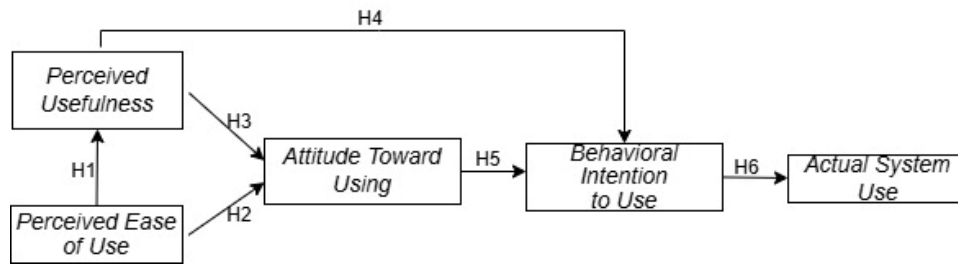 H4
Perceived
Usefulness
H3
H1
Attitude Toward
Using
H5
Behavioral
Intention
to Use
H6
Actual System
Use
Perceived Ease
of Use
H2